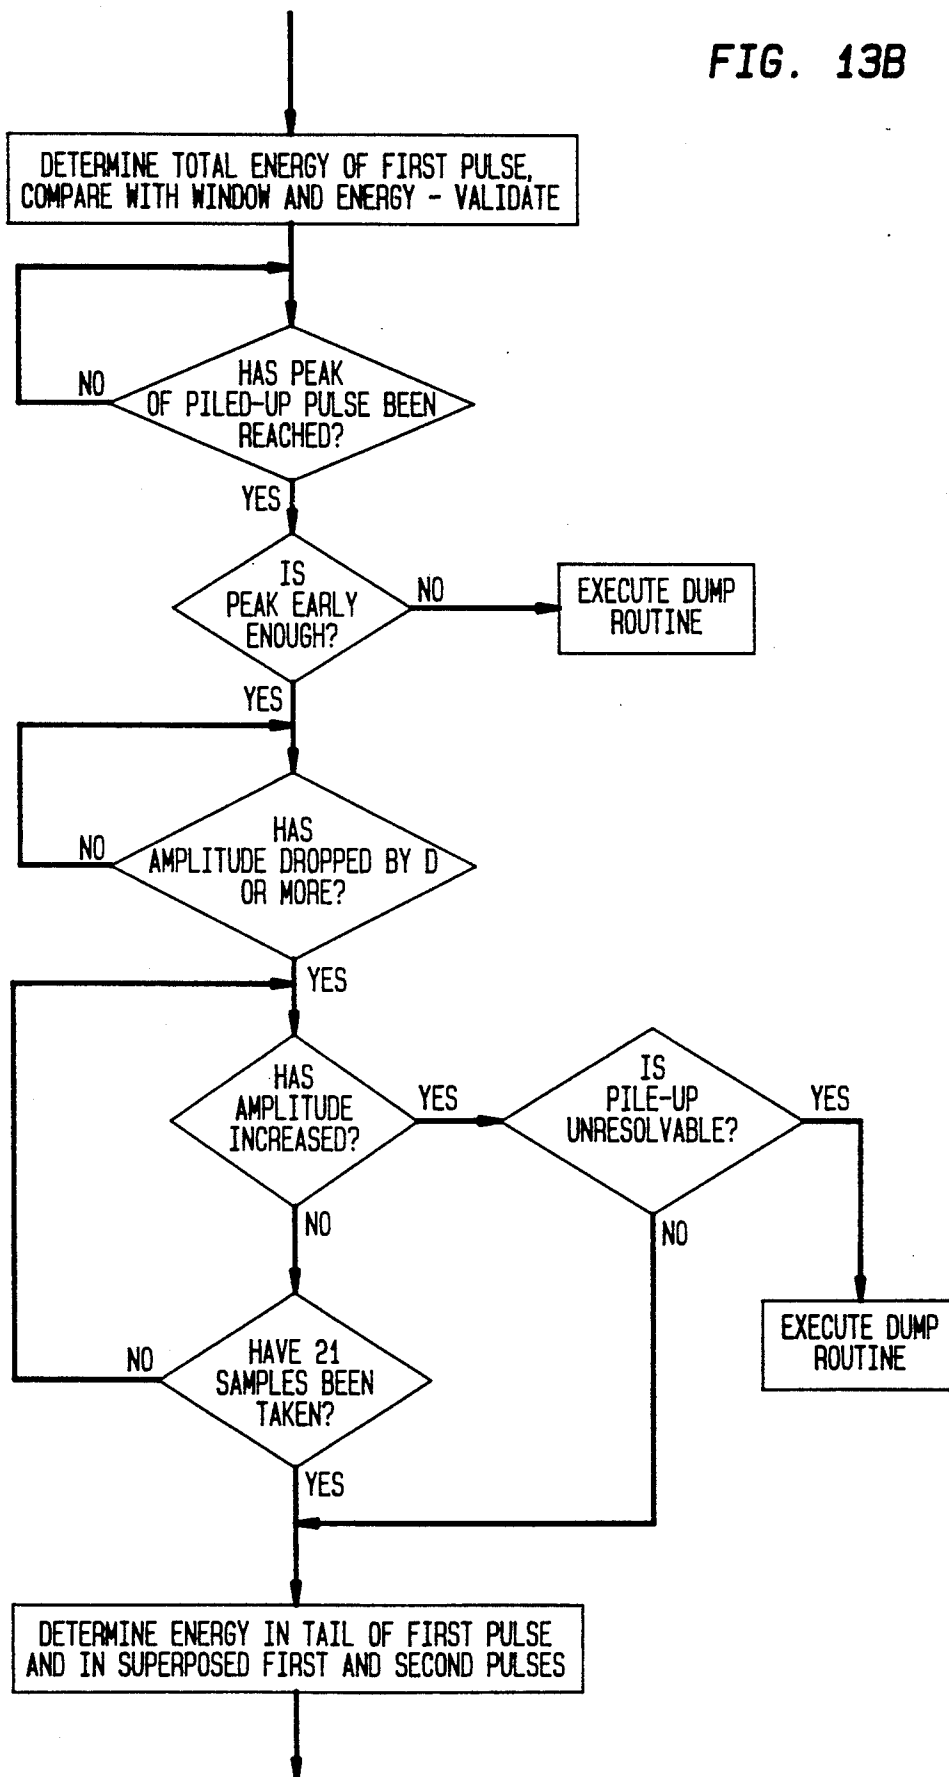 FIG. 13B
DETERMINE TOTAL ENERGY OF FIRST PULSE,
COMPARE WITH WINDOW AND ENERGY - VALIDATE
HAS PEAK
OF PILED-UP PULSE BEEN
REACHED?
NO
YES
IS
PEAK EARLY
ENOUGH?
NO
EXECUTE DUMP
ROUTINE
YES
HAS
AMPLITUDE DROPPED BY D
OR MORE?
NO
YES
HAS
AMPLITUDE
INCREASED?
YES
IS
PILE-UP
UNRESOLVABLE?
YES
NO
NO
EXECUTE DUMP
ROUTINE
HAVE 21
SAMPLES BEEN
TAKEN?
NO
YES
DETERMINE ENERGY IN TAIL OF FIRST PULSE
AND IN SUPERPOSED FIRST AND SECOND PULSES